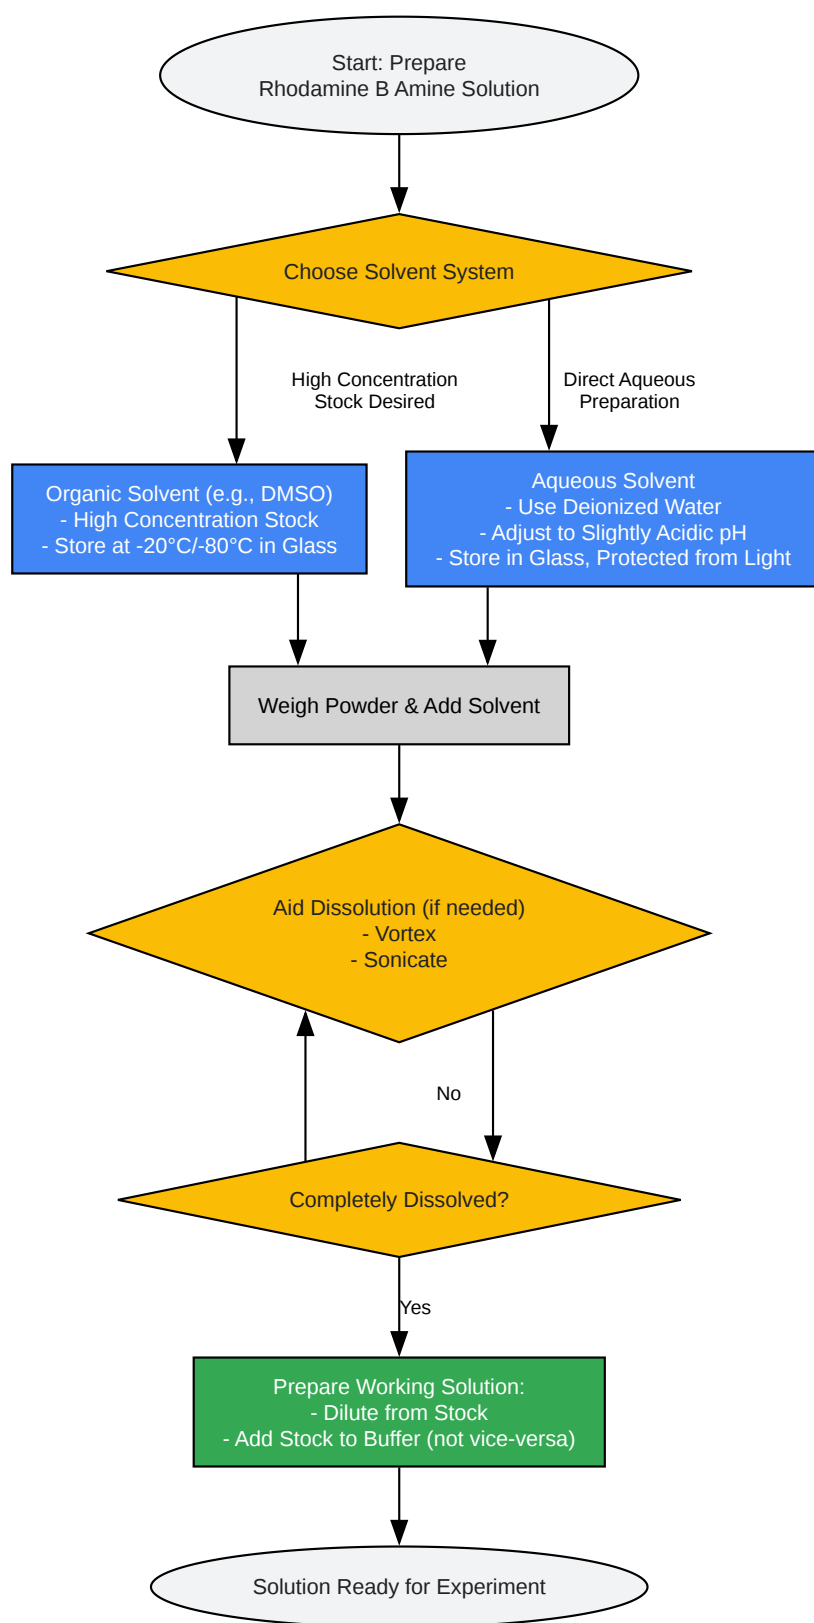 Start: Prepare
Rhodamine B Amine Solution
Choose Solvent System
High Concentration
Stock Desired
Direct Aqueous
Preparation
Organic Solvent (e.g., DMSO)
- High Concentration Stock
- Store at -20°C/-80°C in Glass
Aqueous Solvent
- Use Deionized Water
- Adjust to Slightly Acidic pH
- Store in Glass, Protected from Light
Weigh Powder & Add Solvent
Aid Dissolution (if needed)
- Vortex
- Sonicate
No
Completely Dissolved?
Yes
Prepare Working Solution:
- Dilute from Stock
- Add Stock to Buffer (not vice-versa)
Solution Ready for Experiment